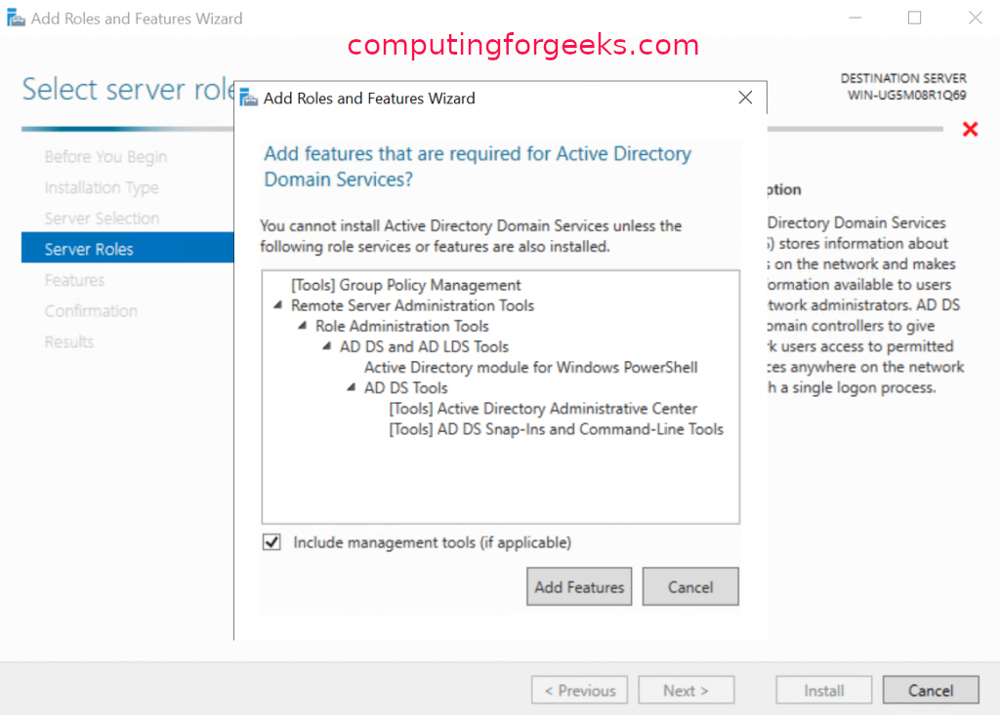 Add Roles and Features Wizard
computingforgeeks.com
Select server role
DESTINATION SERVER
WIN-UG5M08R1Q69
Before You Begin
Installation Type
Server Selection
Server Roles
Features
Confirmation
Results
Add Roles and Features Wizard
Add features that are required for Active Directory
Domain Services?
You cannot install Active Directory Domain Services unless the
following role services or features are also installed.
[Tools] Group Policy Management
Remote Server Administration Tools
Role Administration Tools
AD DS and AD LDS Tools
Active Directory module for Windows PowerShell
AD DS Tools
[Tools] Active Directory Administrative Center
[Tools] AD DS Snap-Ins and Command-Line Tools
Include management tools (if applicable)
Add Features
Cancel
ption
Directory Domain Services
) stores information about
s on the network and makes
ormation available to users
twork administrators. AD DS
omain controllers to give
k users access to permitted
ces anywhere on the network
h a single logon process.
< Previous
Next >
Install
Cancel